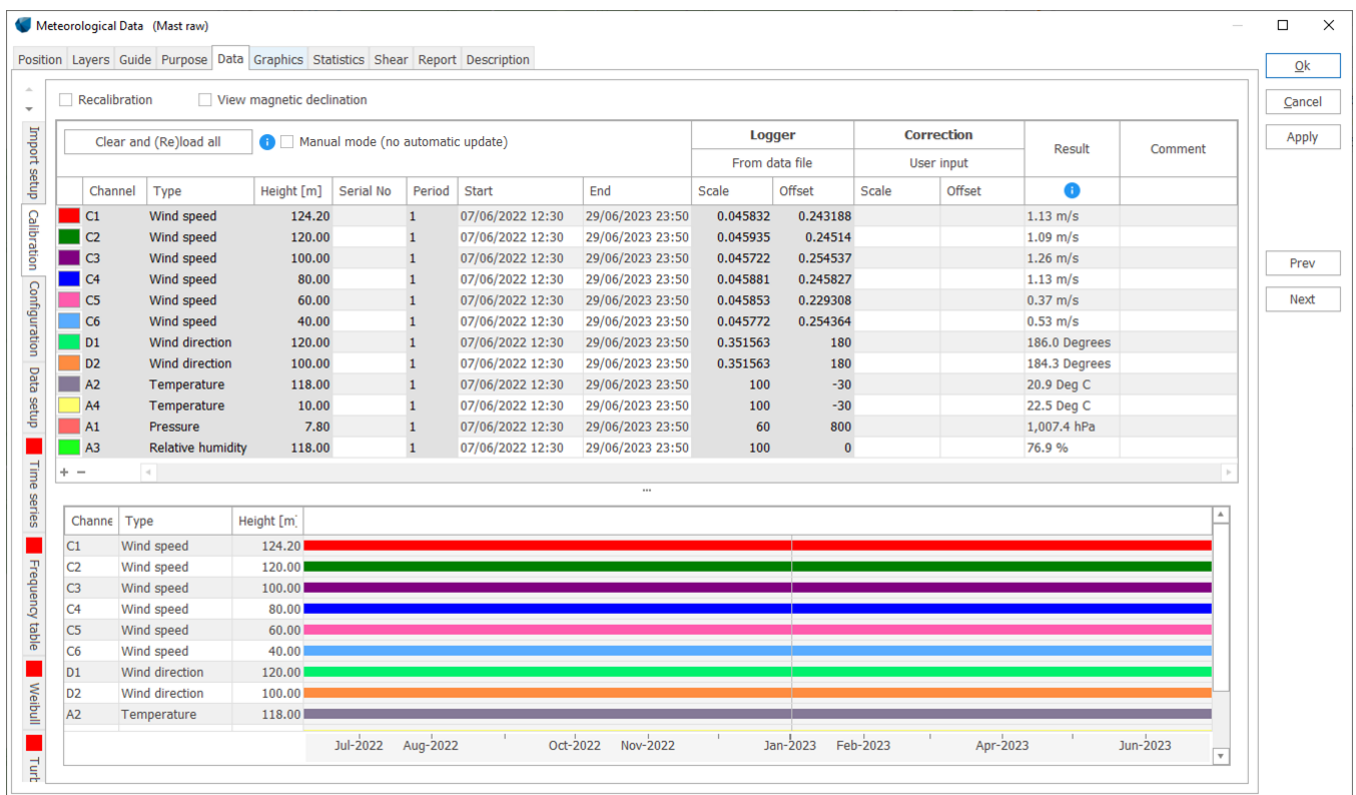 Meteorological Data (Mast raw)
Position Layers Guide Purpose Data Graphics Statistics Shear Report Description
Ok
Cancel
Apply
Prev
Next
Import setup
Calibration
Configuration
Data setup
Time series
Frequency table
Weibull
Turb
Recalibration View magnetic declination
Clear and (Re)load all Manual mode (no automatic update) Logger Correction Result Comment
From data file User input
Channel Type Height [m] Serial No Period Start End Scale Offset Scale Offset
C1 Wind speed 124.20 1 07/06/2022 12:30 29/06/2023 23:50 0.045832 0.243188 1.13 m/s
C2 Wind speed 120.00 1 07/06/2022 12:30 29/06/2023 23:50 0.045935 0.24514 1.09 m/s
C3 Wind speed 100.00 1 07/06/2022 12:30 29/06/2023 23:50 0.045722 0.254537 1.26 m/s
C4 Wind speed 80.00 1 07/06/2022 12:30 29/06/2023 23:50 0.045881 0.245827 1.13 m/s
C5 Wind speed 60.00 1 07/06/2022 12:30 29/06/2023 23:50 0.045853 0.229308 0.37 m/s
C6 Wind speed 40.00 1 07/06/2022 12:30 29/06/2023 23:50 0.045772 0.254364 0.53 m/s
D1 Wind direction 120.00 1 07/06/2022 12:30 29/06/2023 23:50 0.351563 180 186.0 Degrees
D2 Wind direction 100.00 1 07/06/2022 12:30 29/06/2023 23:50 0.351563 180 184.3 Degrees
A2 Temperature 118.00 1 07/06/2022 12:30 29/06/2023 23:50 100 -30 20.9 Deg C
A4 Temperature 10.00 1 07/06/2022 12:30 29/06/2023 23:50 100 -30 22.5 Deg C
A1 Pressure 7.80 1 07/06/2022 12:30 29/06/2023 23:50 60 800 1,007.4 hPa
A3 Relative humidity 118.00 1 07/06/2022 12:30 29/06/2023 23:50 100 0 76.9 %
Channe Type Height [m]
C1 Wind speed 124.20
C2 Wind speed 120.00
C3 Wind speed 100.00
C4 Wind speed 80.00
C5 Wind speed 60.00
C6 Wind speed 40.00
D1 Wind direction 120.00
D2 Wind direction 100.00
A2 Temperature 118.00
Jul-2022 Aug-2022 Oct-2022 Nov-2022 Jan-2023 Feb-2023 Apr-2023 Jun-2023